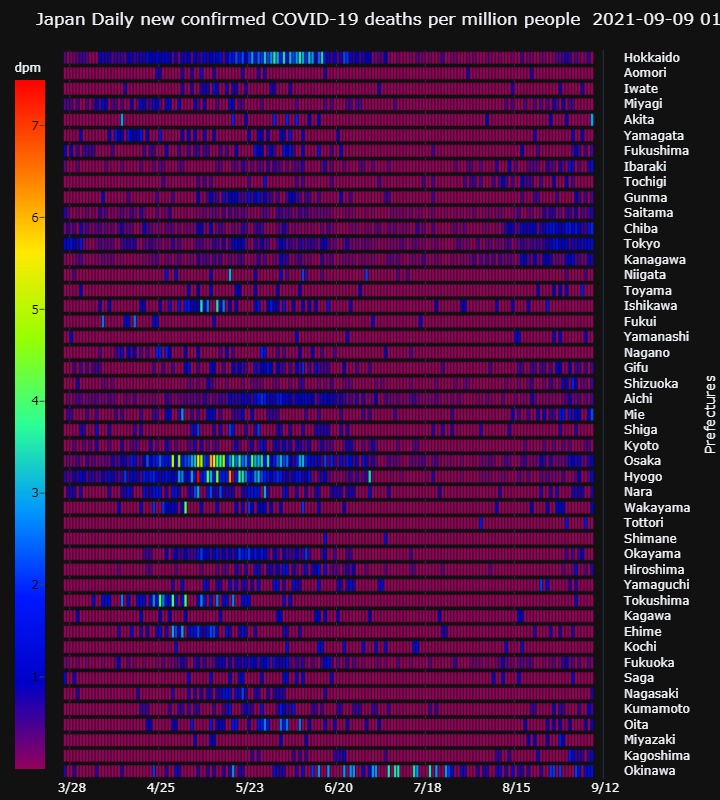 Japan Daily new confirmed COVID-19 deaths per million people  2021-09-09 01
dpm
7
6
5
4
3
2
1
Hokkaido
Aomori
Iwate
Miyagi
Akita
Yamagata
Fukushima
Ibaraki
Tochigi
Gunma
Saitama
Chiba
Tokyo
Kanagawa
Niigata
Toyama
Ishikawa
Fukui
Yamanashi
Nagano
Gifu
Shizuoka
Aichi
Mie
Shiga
Kyoto
Osaka
Hyogo
Nara
Wakayama
Tottori
Shimane
Okayama
Hiroshima
Yamaguchi
Tokushima
Kagawa
Ehime
Kochi
Fukuoka
Saga
Nagasaki
Kumamoto
Oita
Miyazaki
Kagoshima
Okinawa
Prefectures
3/28 4/25 5/23 6/20 7/18 8/15 9/12